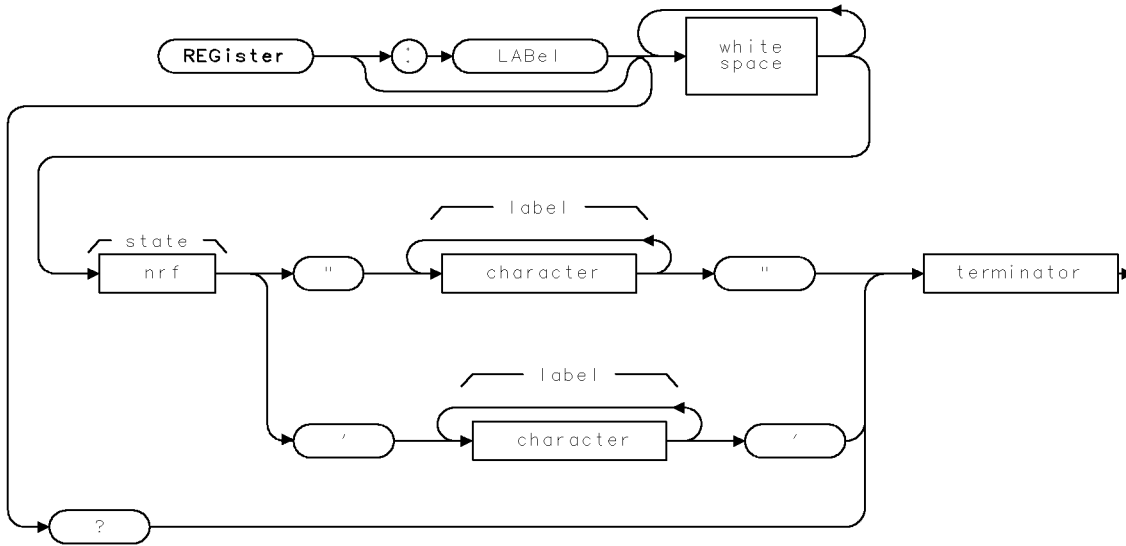 REGister : LABel white
space
label
state
nrf " character " terminator
label
' character '
?